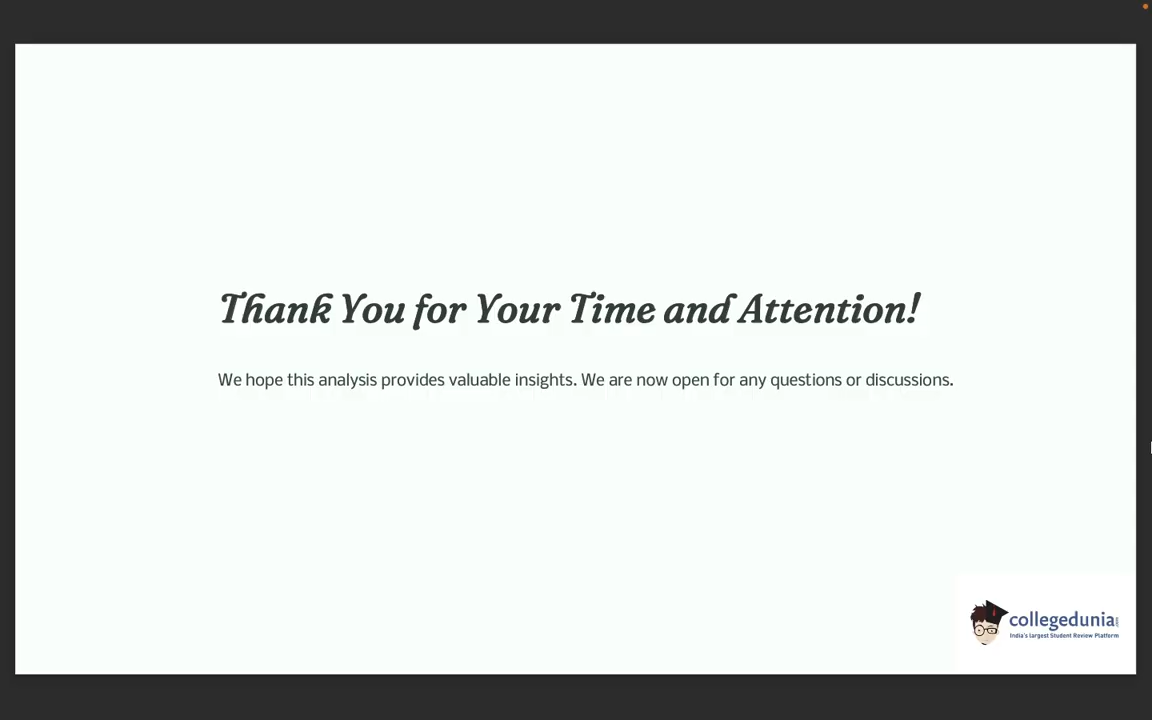 Thank You for Your Time and Attention!
We hope this analysis provides valuable insights. We are now open for any questions or discussions.
collegedunia.com
India's largest Student Review Platform